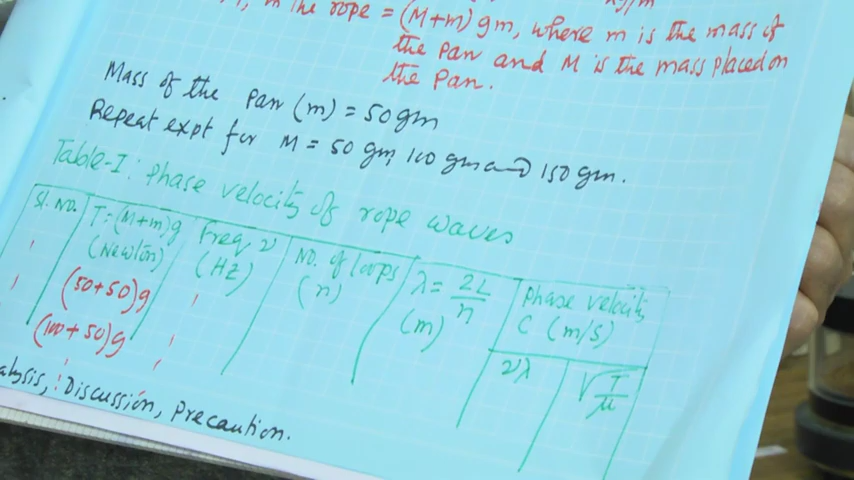 kg/m
in the rope = (M+m) gm, where m is the mass of
the pan and M is the mass placed on
the Pan.
Mass of the pan (m) = 50 gm
Repeat expt for M = 50 gm, 100 gm and 150 gm.
Table-I: Phase velocity of rope waves
Sl. No. T=(M+m)g (Newton) Freq ν (HZ) No. of loops (n) λ = 2L/n (m) Phase velocity C (m/s)
νλ √T/μ
(50+50)g
(100+50)g
Discussion, Precaution.